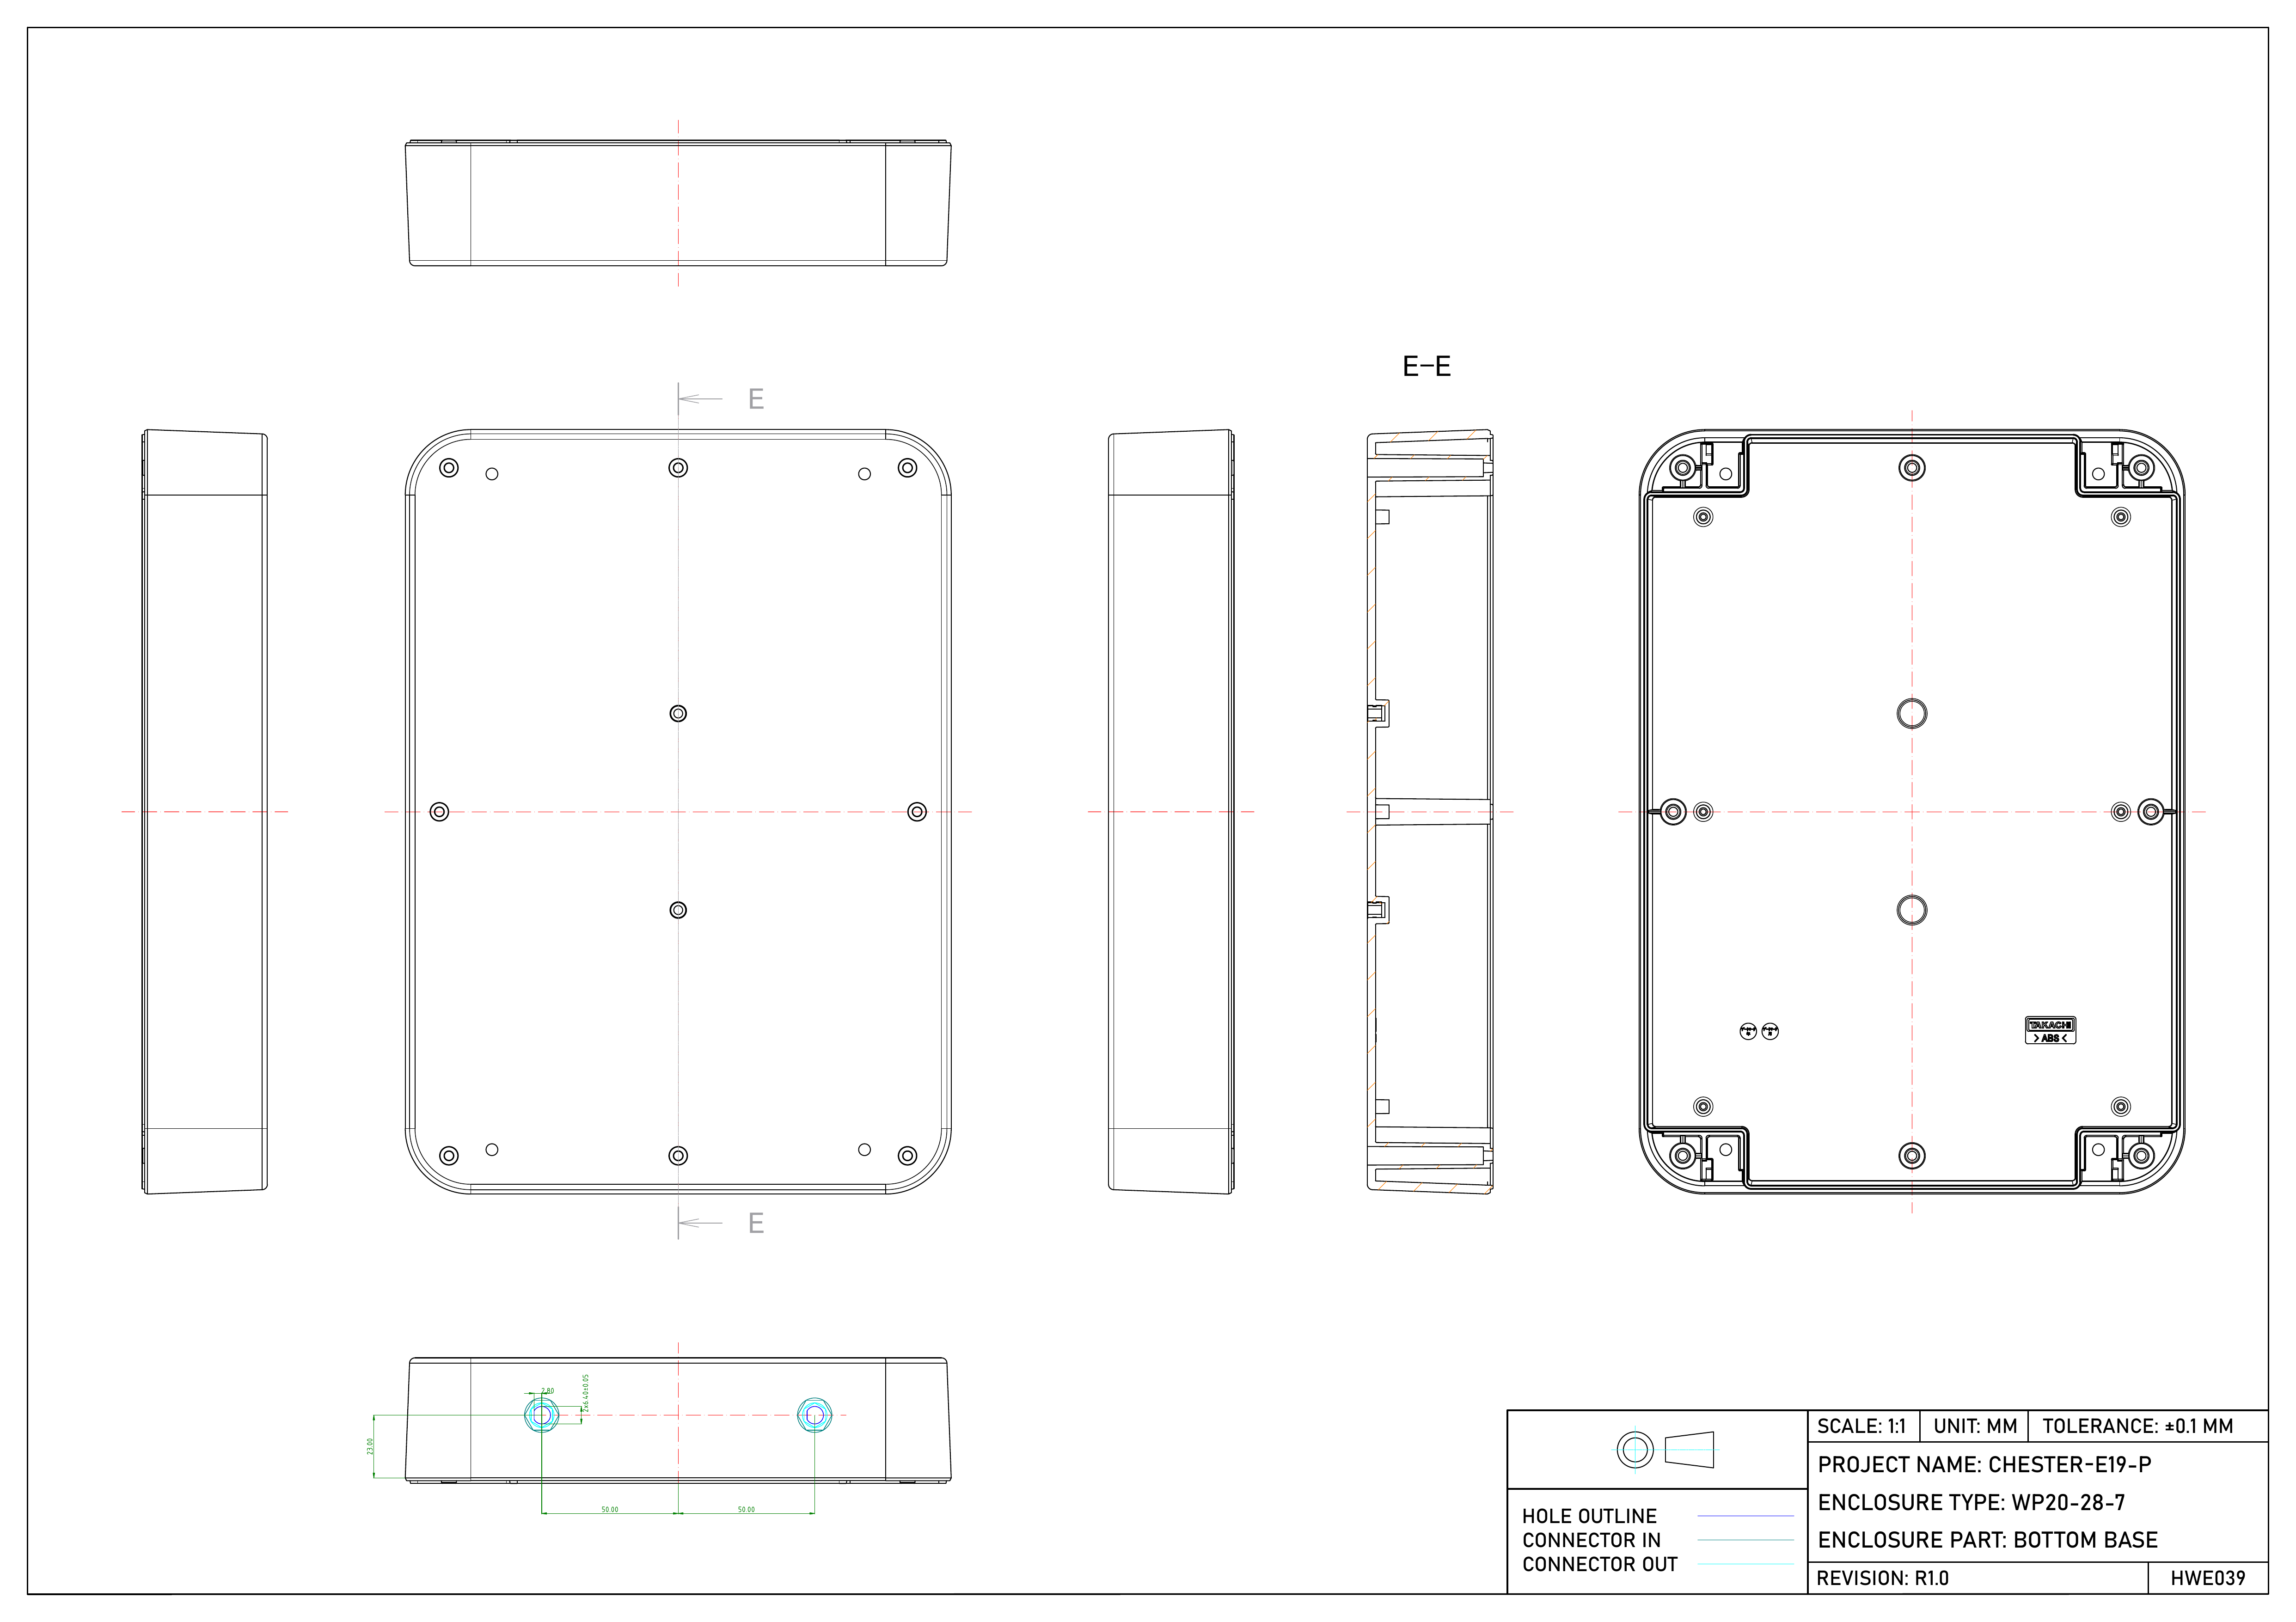 E-E
E
TAKACHI
> ABS <
E
2.80
2x6.40±0.05
23.00
50.00
50.00
SCALE: 1:1 UNIT: MM TOLERANCE: ±0.1 MM
PROJECT NAME: CHESTER-E19-P
ENCLOSURE TYPE: WP20-28-7
HOLE OUTLINE
CONNECTOR IN
ENCLOSURE PART: BOTTOM BASE
CONNECTOR OUT
REVISION: R1.0 HWE039